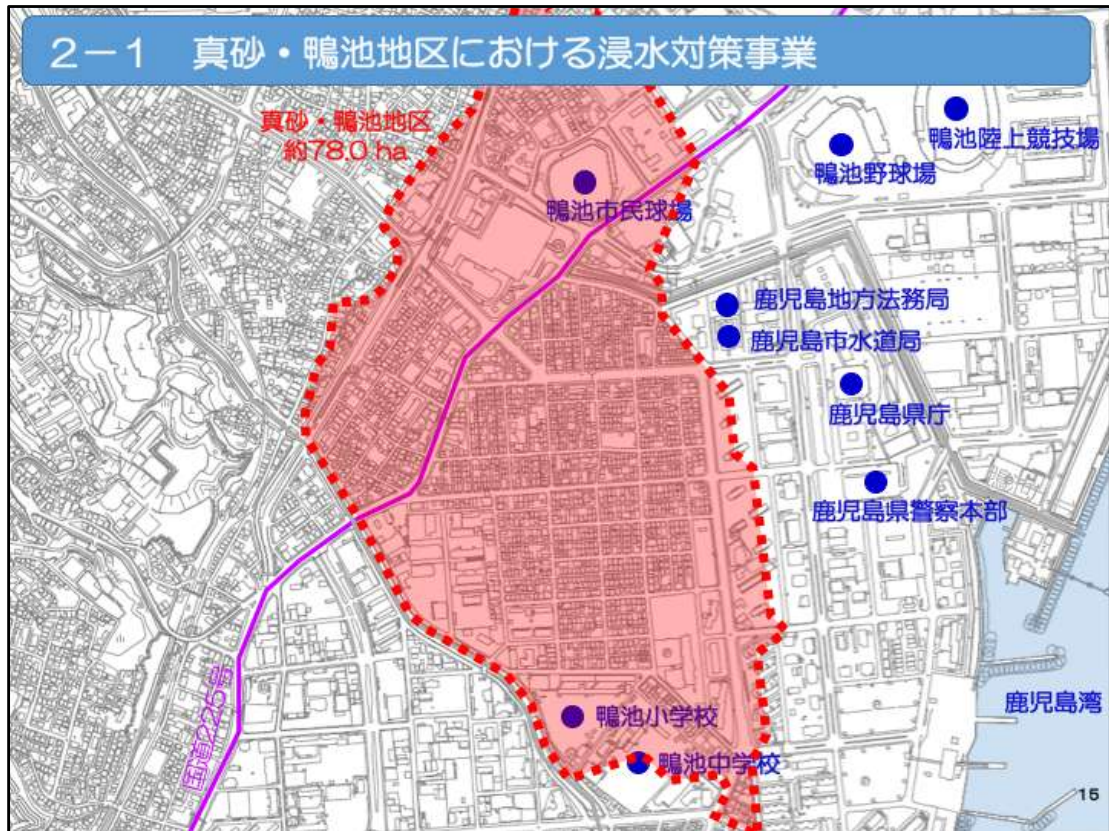 2－1 真砂・鴨池地区における浸水対策事業
真砂・鴨池地区
約78.0 ha
鴨池陸上競技場
鴨池野球場
鴨池市民球場
鹿児島地方法務局
鹿児島市水道局
鹿児島県庁
鹿児島県警察本部
国道225号
鹿児島湾
鴨池小学校
鴨池中学校
15